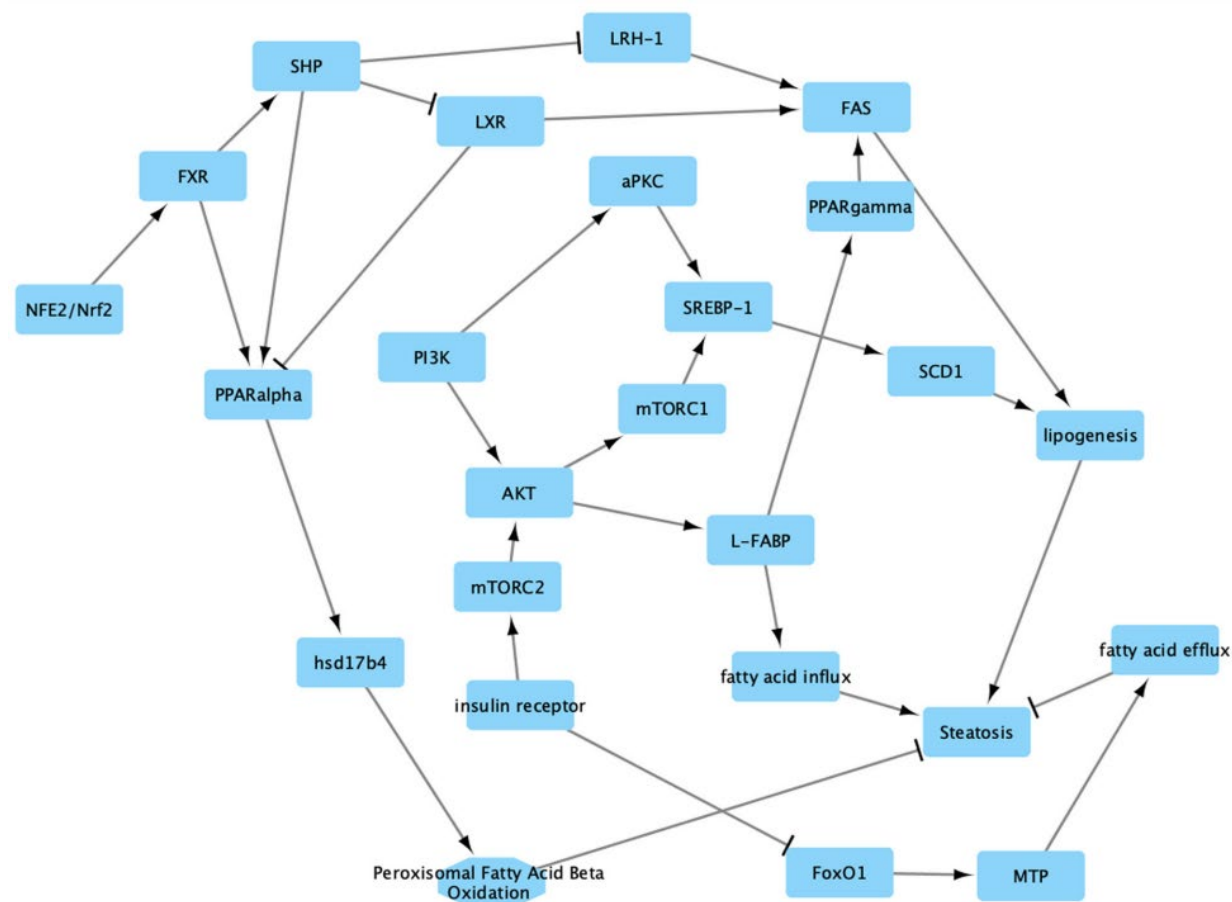 LRH-1
SHP
FAS
LXR
aPKC
FXR
PPARgamma
NFE2/Nrf2
SREBP-1
PI3K
SCD1
PPARalpha
mTORC1
lipogenesis
AKT
L-FABP
mTORC2
fatty acid efflux
hsd17b4
fatty acid influx
insulin receptor
Steatosis
Peroxisomal Fatty Acid Beta
Oxidation
FoxO1
MTP